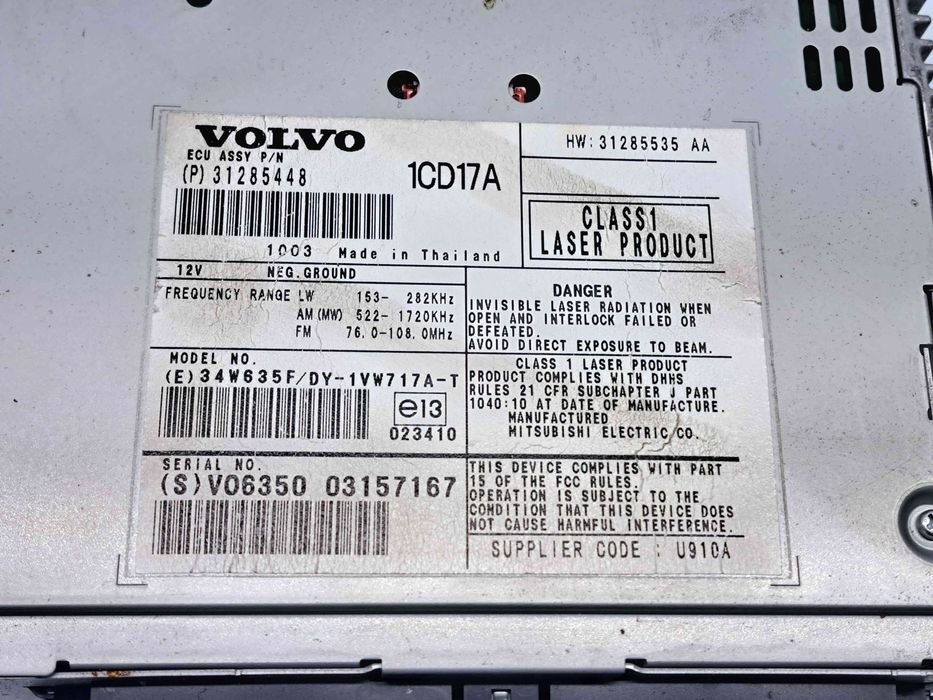 VOLVO
ECU ASSY P/N
(P) 31285448
1CD17A
1003 Made in Thailand
HW: 31285535 AA
CLASS1
LASER PRODUCT
12V NEG. GROUND
FREQUENCY RANGE LW 153- 282KHz
AM (MW) 522- 1720KHz
FM 76.0-108.0MHz
DANGER
INVISIBLE LASER RADIATION WHEN
OPEN AND INTERLOCK FAILED OR
DEFEATED.
AVOID DIRECT EXPOSURE TO BEAM.
MODEL NO.
(E) 34W635F/DY-1VW717A-T
e13
023410
CLASS 1 LASER PRODUCT
PRODUCT COMPLIES WITH DHHS
RULES 21 CFR SUBCHAPTER J PART
1040:10 AT DATE OF MANUFACTURE.
MANUFACTURED
MITSUBISHI ELECTRIC CO.
SERIAL NO.
(S) V06350 03157167
THIS DEVICE COMPLIES WITH PART
15 OF THE FCC RULES.
OPERATION IS SUBJECT TO THE
CONDITION THAT THIS DEVICE DOES
NOT CAUSE HARMFUL INTERFERENCE.
SUPPLIER CODE : U910A